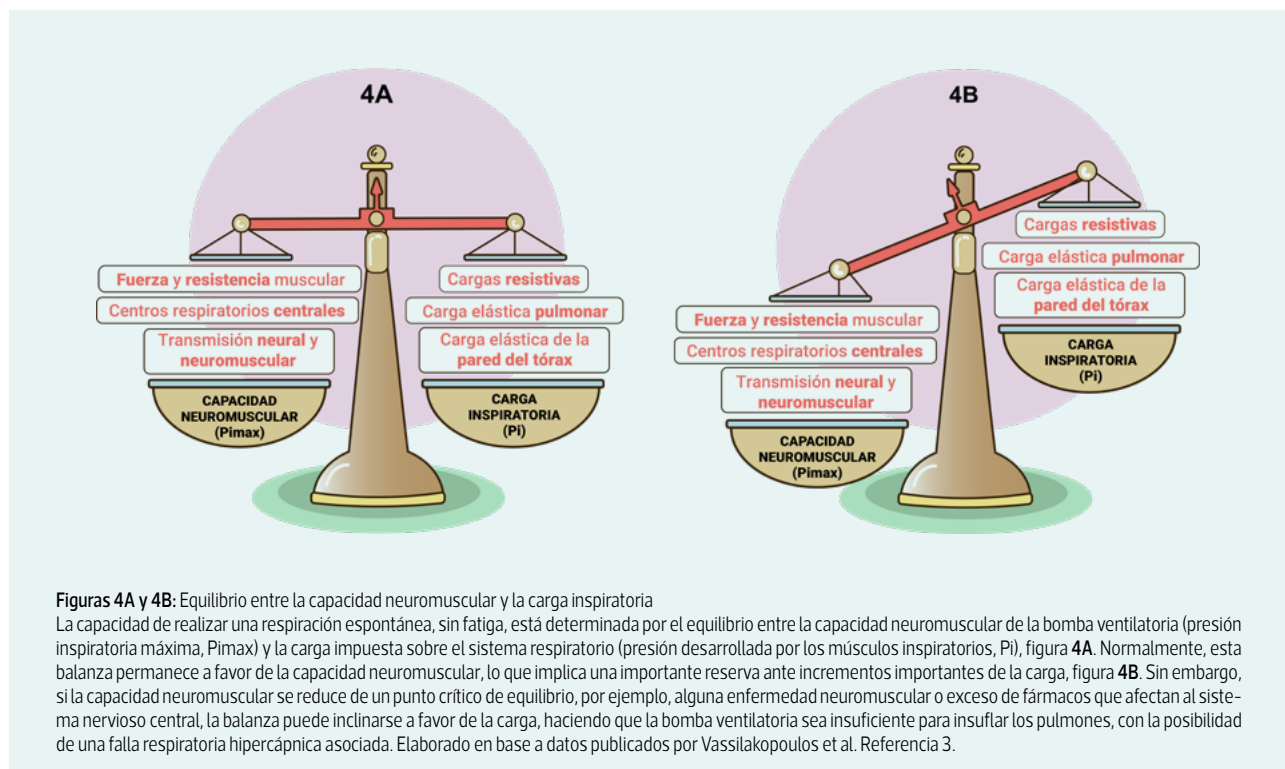 4A
Fuerza y resistencia muscular
Centros respiratorios centrales
Transmisión neural y
neuromuscular
CAPACIDAD
NEUROMUSCULAR
(Pimax)
Cargas resistivas
Carga elástica pulmonar
Carga elástica de la
pared del tórax
CARGA
INSPIRATORIA
(Pi)
4B
Fuerza y resistencia muscular
Centros respiratorios centrales
Transmisión neural y
neuromuscular
CAPACIDAD
NEUROMUSCULAR
(Pimax)
Cargas resistivas
Carga elástica pulmonar
Carga elástica de la
pared del tórax
CARGA
INSPIRATORIA
(Pi)
Figuras 4A y 4B: Equilibrio entre la capacidad neuromuscular y la carga inspiratoria
La capacidad de realizar una respiración espontánea, sin fatiga, está determinada por el equilibrio entre la capacidad neuromuscular de la bomba ventilatoria (presión
inspiratoria máxima, Pimax) y la carga impuesta sobre el sistema respiratorio (presión desarrollada por los músculos inspiratorios, Pi), figura 4A. Normalmente, esta
balanza permanece a favor de la capacidad neuromuscular, lo que implica una importante reserva ante incrementos importantes de la carga, figura 4B. Sin embargo,
si la capacidad neuromuscular se reduce de un punto crítico de equilibrio, por ejemplo, alguna enfermedad neuromuscular o exceso de fármacos que afectan al siste-
ma nervioso central, la balanza puede inclinarse a favor de la carga, haciendo que la bomba ventilatoria sea insuficiente para insuflar los pulmones, con la posibilidad
de una falla respiratoria hipercápnica asociada. Elaborado en base a datos publicados por Vassilakopoulos et al. Referencia 3.